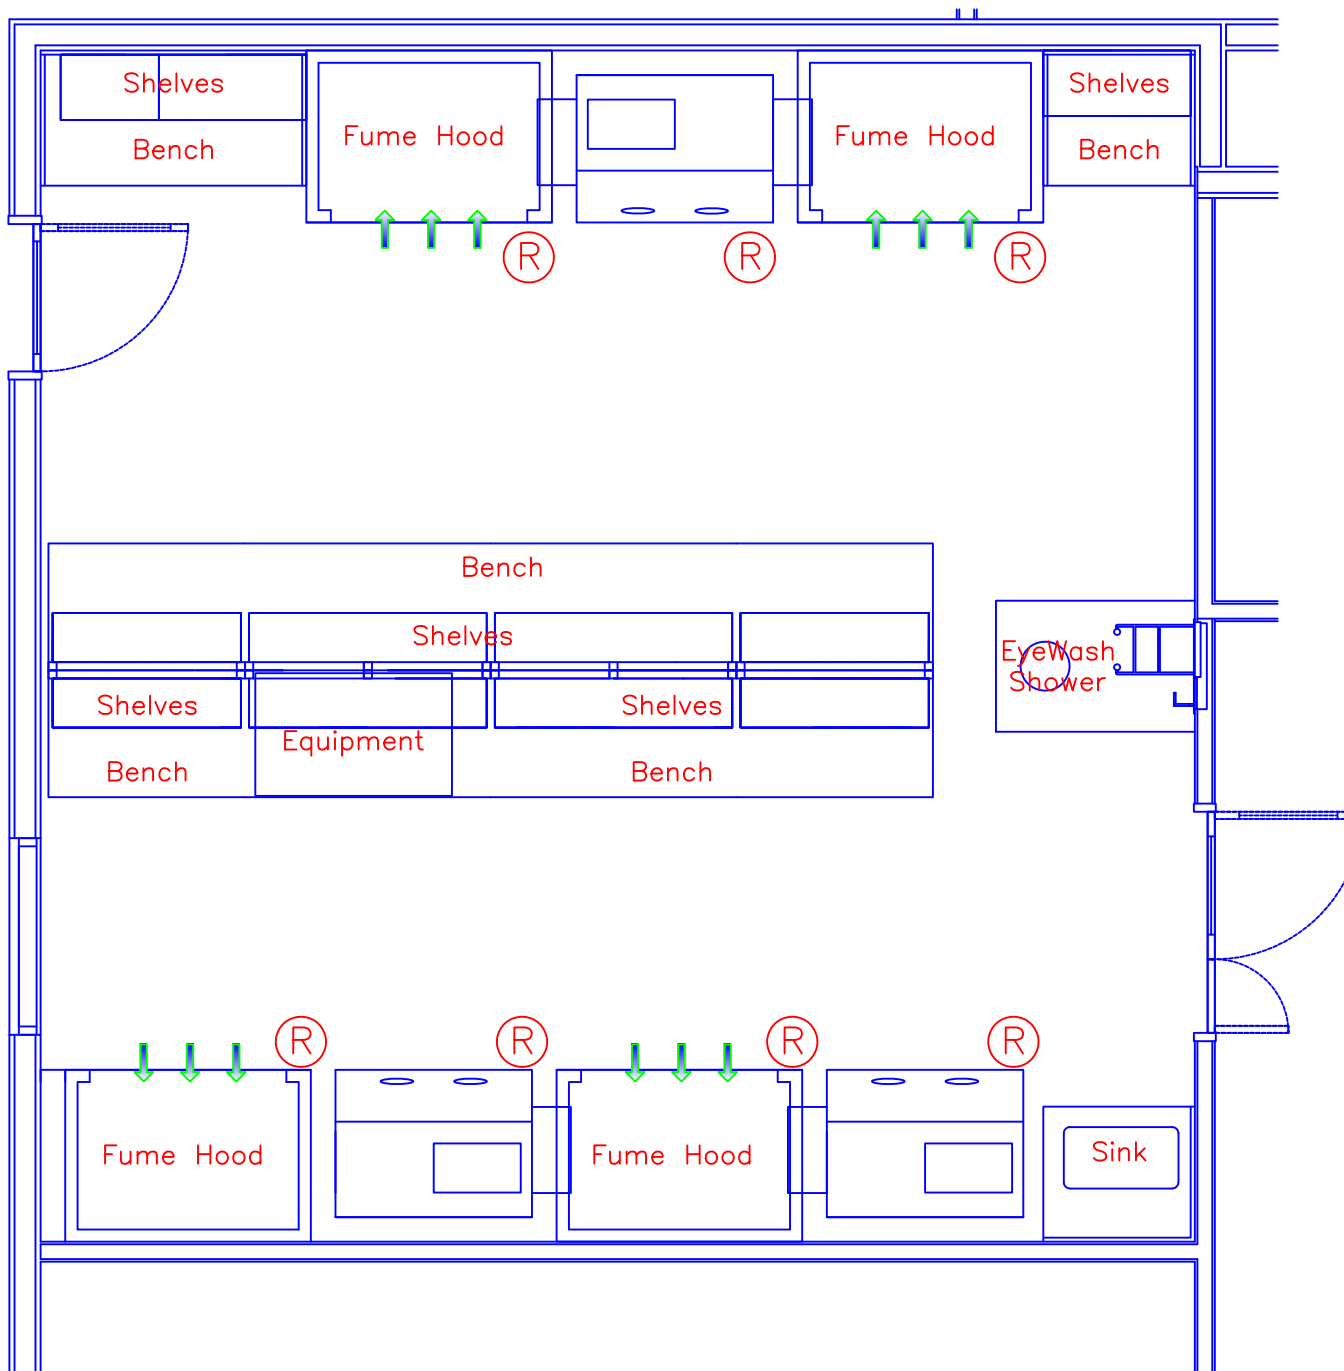 Shelves
Shelves
Bench
Fume Hood
Fume Hood
Bench
R
R
R
Bench
Shelves
EyeWash
Shower
Shelves
Shelves
Equipment
Bench
Bench
R
R
R
R
Fume Hood
Fume Hood
Sink